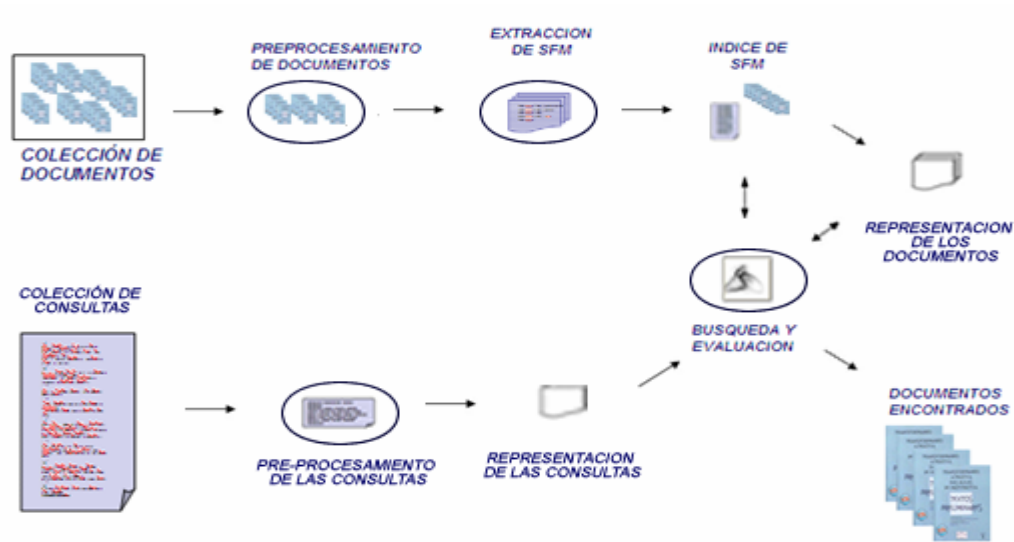 PREPROCESAMIENTO
DE DOCUMENTOS
EXTRACCION
DE SFM
INDICE DE
SFM
COLECCIÓN DE
DOCUMENTOS
REPRESENTACION
DE LOS
DOCUMENTOS
COLECCIÓN DE
CONSULTAS
BUSQUEDA Y
EVALUACION
PRE-PROCESAMIENTO
DE LAS CONSULTAS
REPRESENTACION
DE LAS CONSULTAS
DOCUMENTOS
ENCONTRADOS